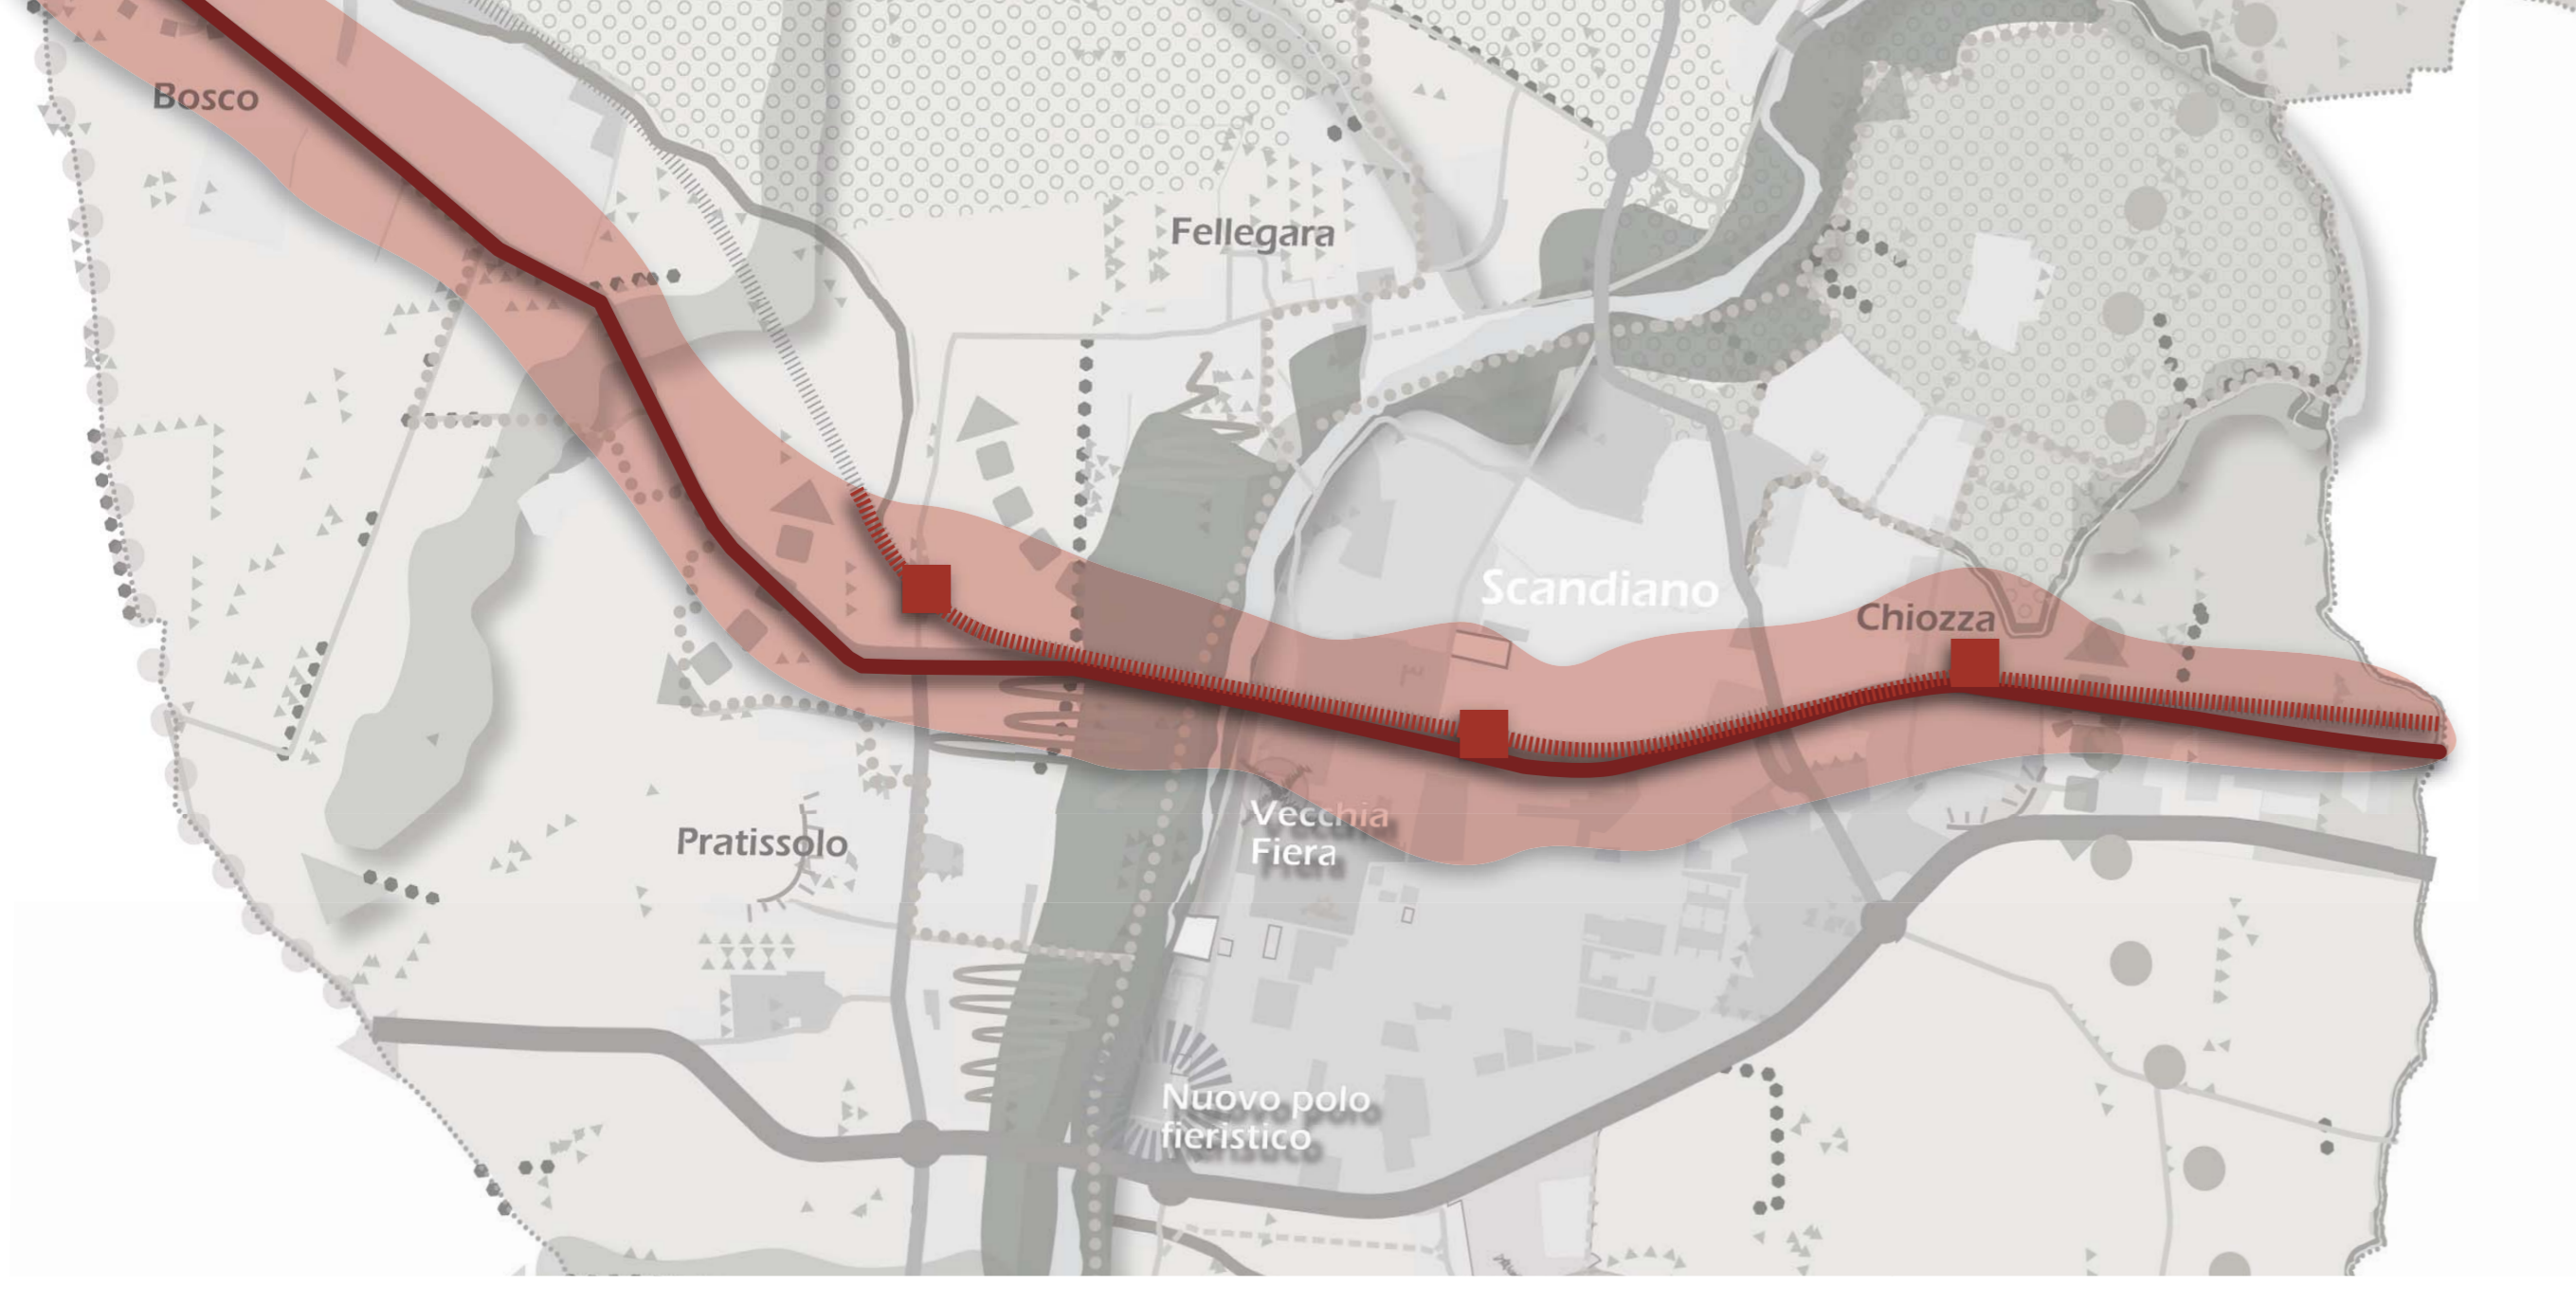 Bosco
Fellegara
Scandiano
Chiozza
Vecchia
Fiera
Pratissolo
Nuovo polo
fieristico